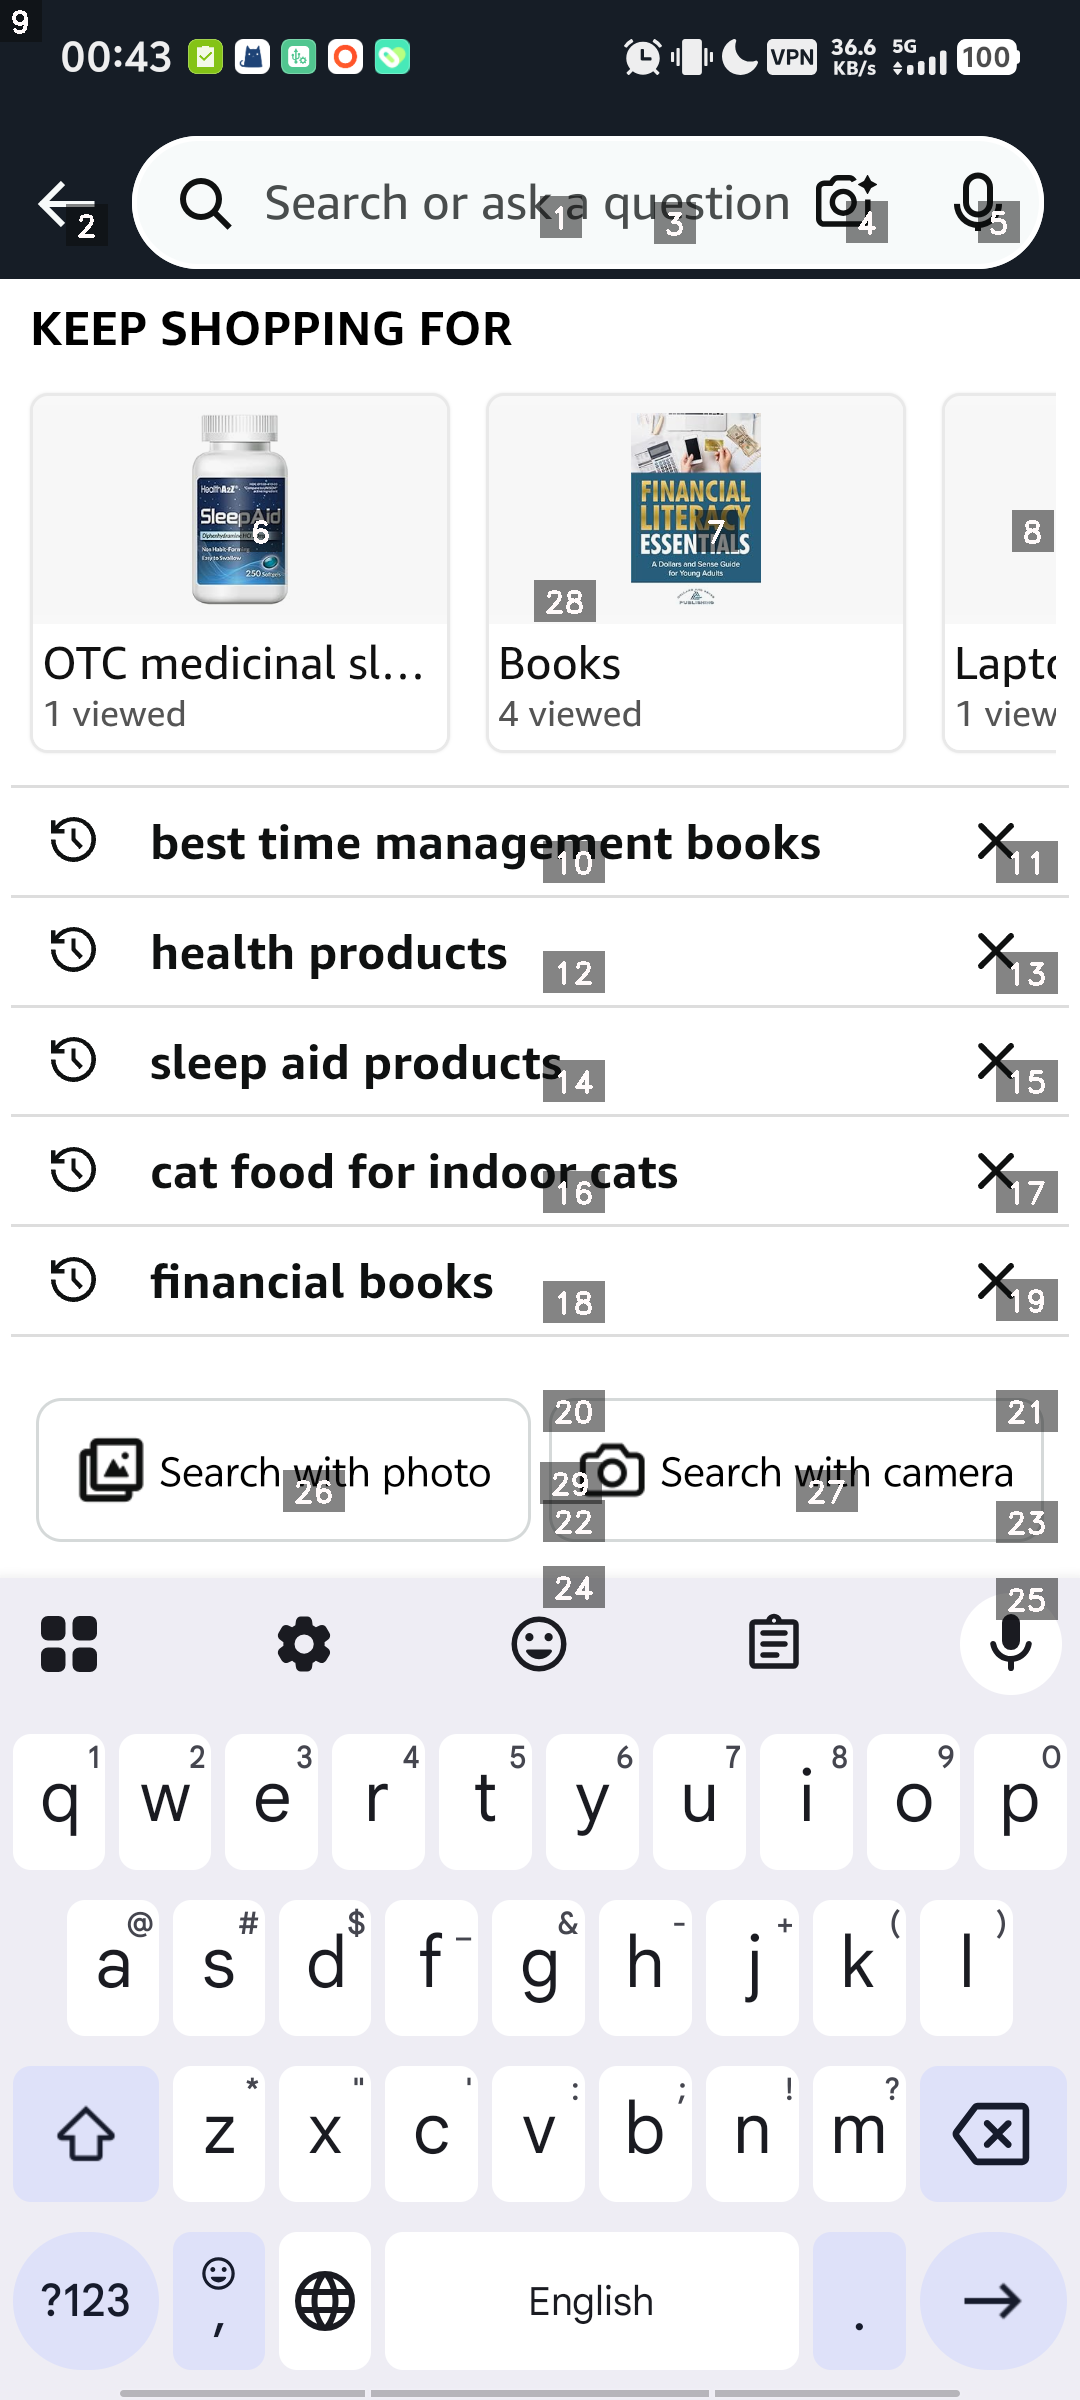 9
00:43
VPN
36.6 KB/s
5G
100
2
Search or ask a question
1
3
4
5
KEEP SHOPPING FOR
HealthA2Z
SleepAid
Diphenhydramine HCl
Non Habit-Forming
Easy to Swallow
250 Softgels
6
FINANCIAL
LITERACY
ESSENTIALS
A Dollars and Sense Guide
for Young Adults
PUBLISHING
7
8
28
OTC medicinal sl...
1 viewed
Books
4 viewed
Lapto
1 view
best time management books
10
11
health products
12
13
sleep aid products
14
15
cat food for indoor cats
16
17
financial books
18
19
20
21
Search with photo
26
29
Search with camera
27
22
23
24
25
q 1 w 2 e 3 r 4 t 5 y 6 u 7 i 8 o 9 p 0
a @ s # d $ f _ g & h - j + k ( l )
z * x " c ' v : b ; n ! m ?
?123 , English .